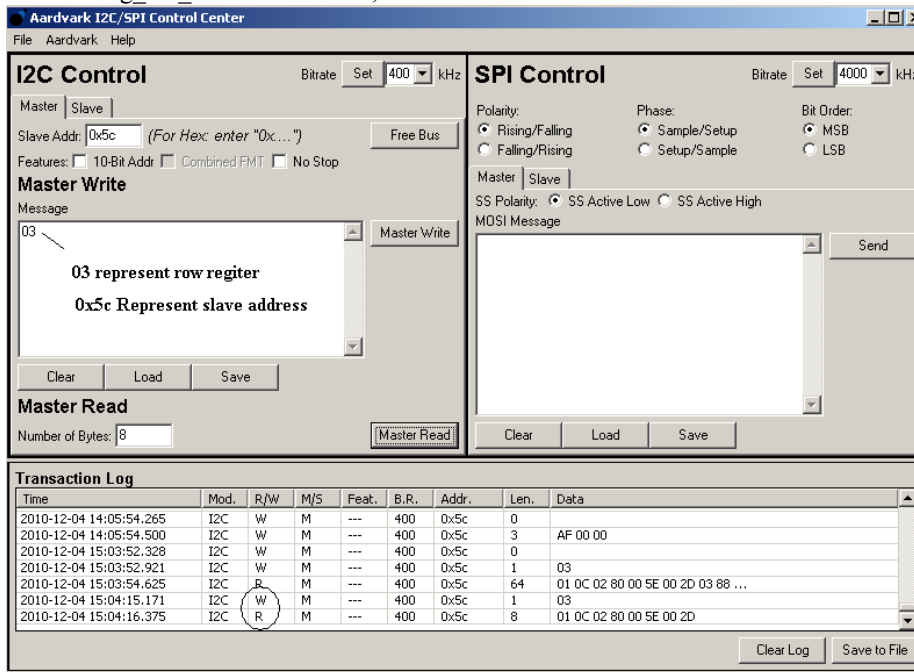 Aardvark I2C/SPI Control Center
File Aardvark Help
I2C Control
Bitrate Set 400 kHz
Master Slave
Slave Addr: 0x5c (For Hex: enter "0x....") Free Bus
Features: 10-Bit Addr Combined FMT No Stop
Master Write
Message
03
Master Write
03 represent row regiter
0x5c Represent slave address
Clear Load Save
Master Read
Number of Bytes: 8 Master Read
SPI Control
Bitrate Set 4000 kHz
Polarity: Phase: Bit Order:
Rising/Falling Sample/Setup MSB
Falling/Rising Setup/Sample LSB
Master Slave
SS Polarity: SS Active Low SS Active High
MOSI Message
Send
Clear Load Save
Transaction Log
Time Mod. R/W M/S Feat. B.R. Addr. Len. Data
2010-12-04 14:05:54.265 I2C W M --- 400 0x5c 0
2010-12-04 14:05:54.500 I2C W M --- 400 0x5c 3 AF 00 00
2010-12-04 15:03:52.328 I2C W M --- 400 0x5c 0
2010-12-04 15:03:52.921 I2C W M --- 400 0x5c 1 03
2010-12-04 15:03:54.625 I2C R M --- 400 0x5c 64 01 0C 02 80 00 5E 00 2D 03 88 ...
2010-12-04 15:04:15.171 I2C W M --- 400 0x5c 1 03
2010-12-04 15:04:16.375 I2C R M --- 400 0x5c 8 01 0C 02 80 00 5E 00 2D
Clear Log Save to File